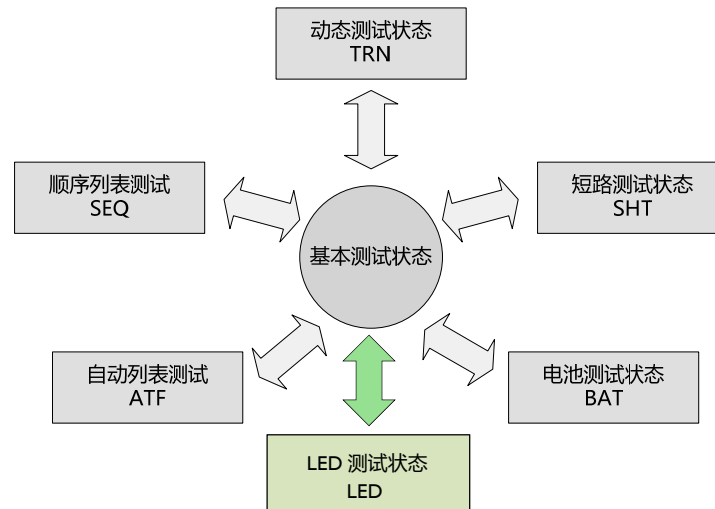 动态测试状态
TRN
顺序列表测试
SEQ
短路测试状态
SHT
基本测试状态
自动列表测试
ATF
电池测试状态
BAT
LED 测试状态
LED